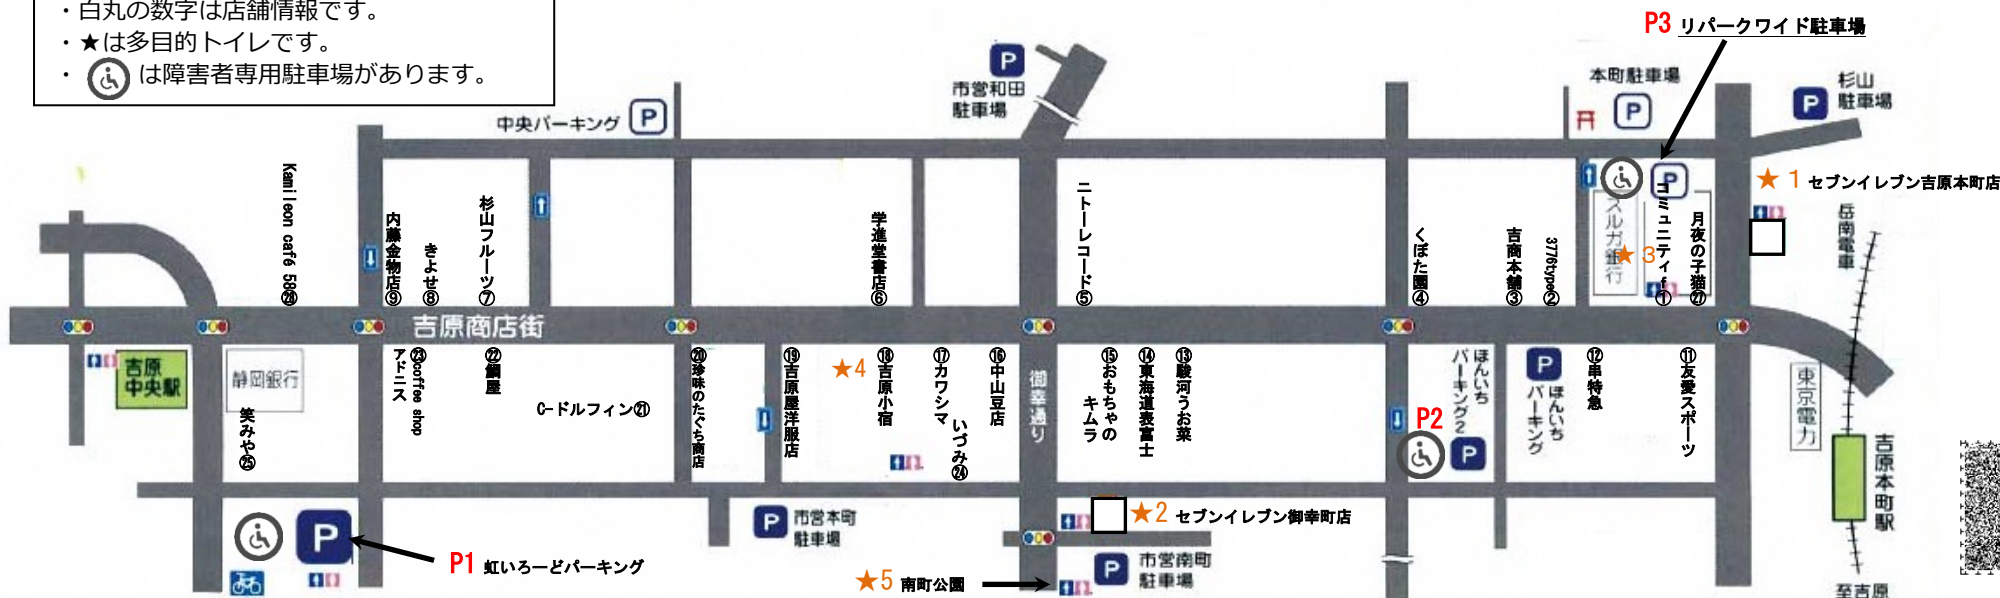 ・白丸の数字は店舗情報です。
・★は多目的トイレです。
・ は障害者専用駐車場があります。
P3 リパークワイド駐車場
本町駐車場
P
杉山
駐車場
P
P
市営和田
駐車場
中央パーキング P
P
★1 セブンイレブン吉原本町店
岳南電車
Kamileon café 58㉘
内藤金物店⑨
きよせ⑧
杉山フルーツ⑦
学進堂書店⑥
ニトーレコード⑤
くぼた園④
吉商本舗③
3776type②
スルガ銀行
★3
コミュニティf①
月夜の子猫㉗
吉原商店街
吉原
中央駅
静岡銀行
笑みや㉕
㉓coffee shop
アドニス
㉒鯛屋
C-ドルフィン㉑
⑳珍味のたぐち商店
⑲吉原屋洋服店
★4
⑱吉原小宿
⑰カワシマ
いづみ㉔
⑯中山豆店
御幸通り
⑮おもちゃの
キムラ
⑭東海道表富士
⑬駿河うお菜
P2
P
ほんいち
パーキング2
P
ほんいち
パーキング
⑫串特急
⑪友愛スポーツ
東京電力
吉原本町駅
至吉原
P
P1 虹いろーどパーキング
P
市営本町
駐車場
★2 セブンイレブン御幸町店
P
市営南町
駐車場
★5 南町公園